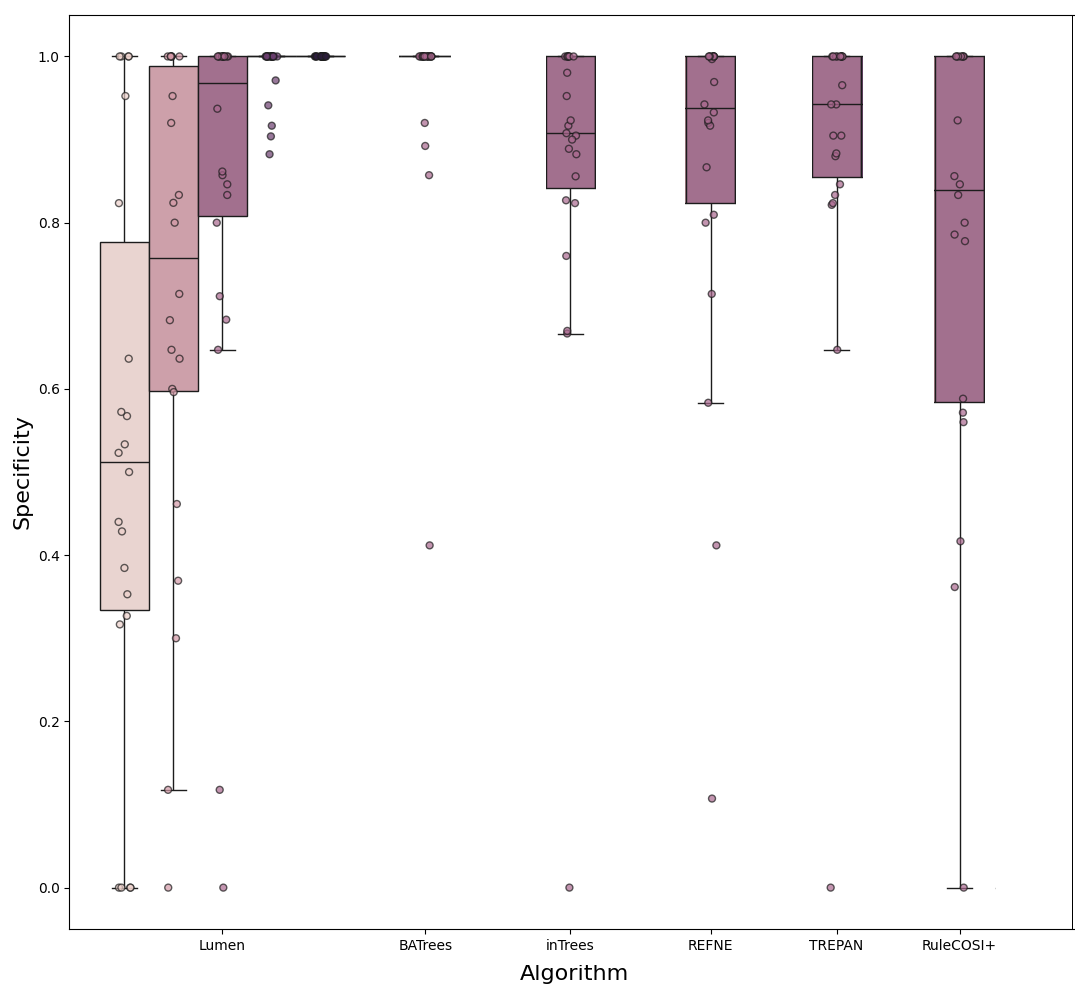 Specificity
1.0
0.8
0.6
0.4
0.2
0.0
Lumen BATrees inTrees REFNE TREPAN RuleCOSI+
Algorithm